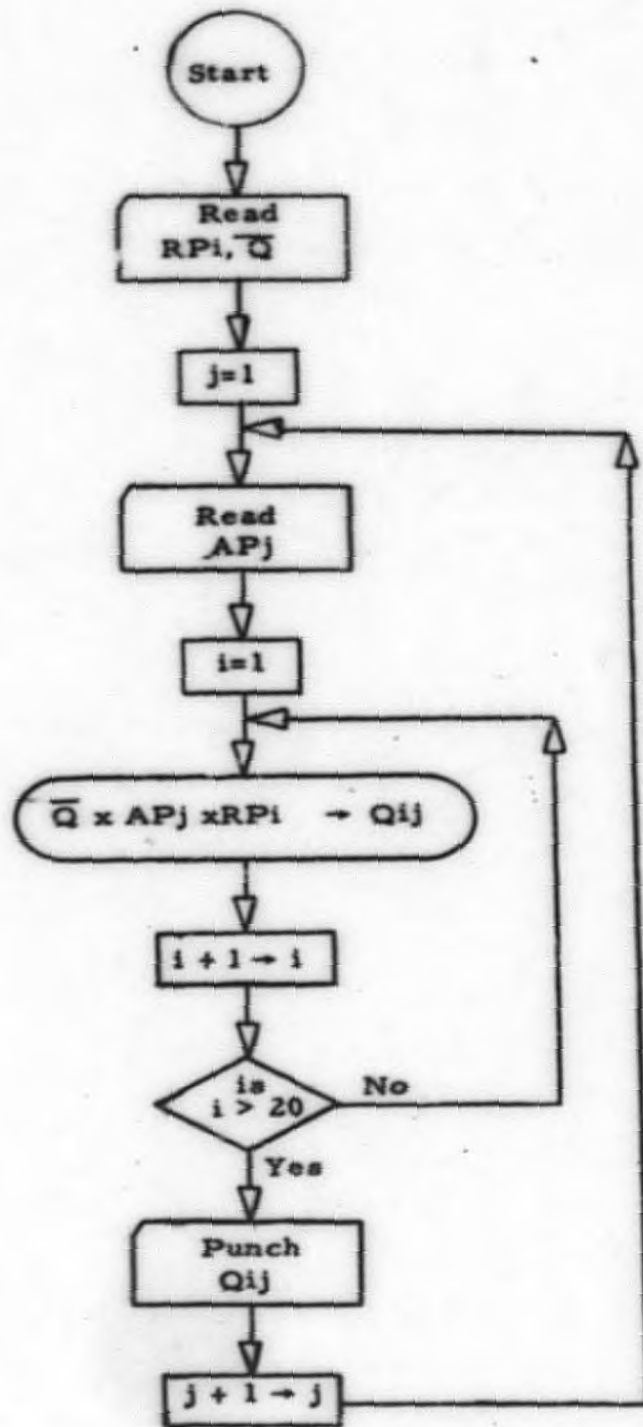 Start
Read
RPi, Q̅
j=1
Read
APj
i=1
Q̅ x APj xRPi → Qij
i + 1 → i
is
i > 20
No
Yes
Punch
Qij
j + 1 → j